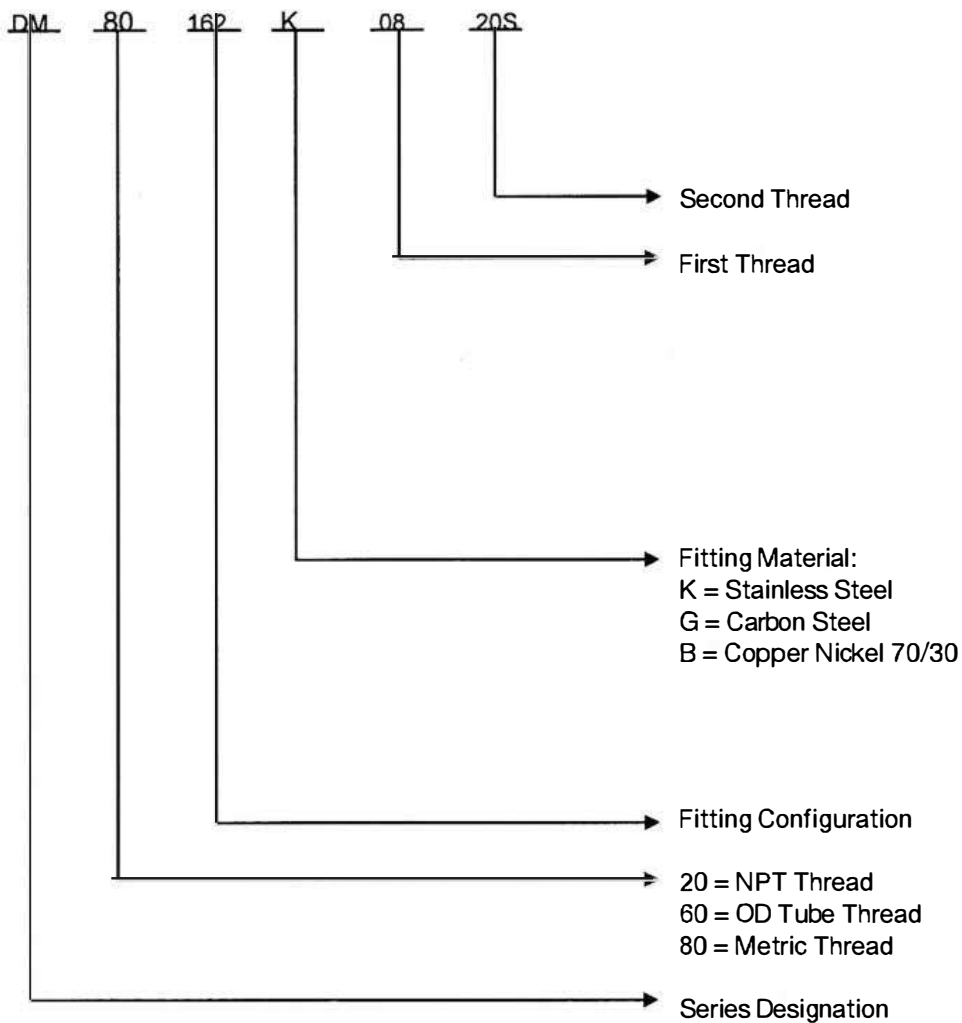 DM 80 162 K 08 20S
Second Thread
First Thread
Fitting Material:
K = Stainless Steel
G = Carbon Steel
B = Copper Nickel 70/30
Fitting Configuration
20 = NPT Thread
60 = OD Tube Thread
80 = Metric Thread
Series Designation